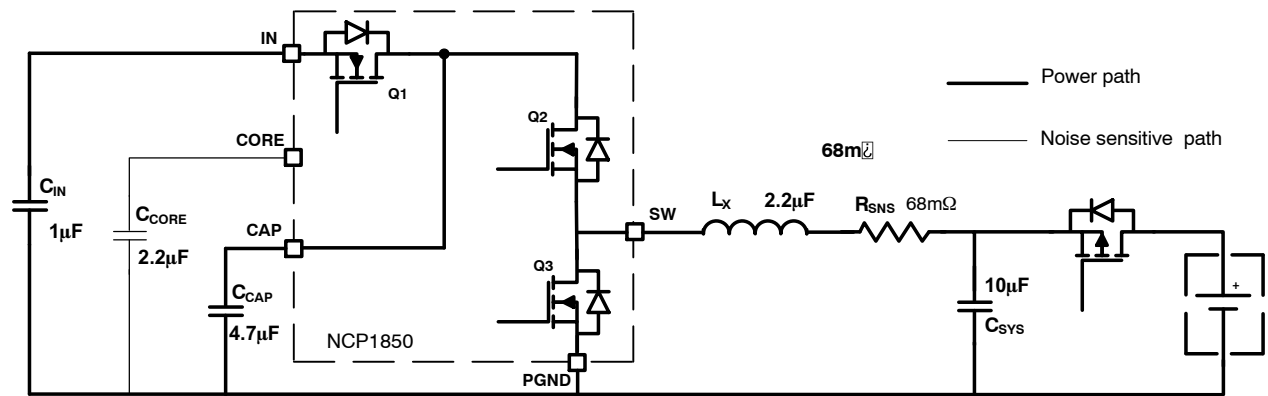 IN
Q1
Q2
CORE
68m
Power path
Noise sensitive path
CIN
1µF
CCORE
2.2µF
CAP
CCAP
4.7µF
SW
LX 2.2µF
RSNS 68mΩ
Q3
10µF
CSYS
+
NCP1850
PGND